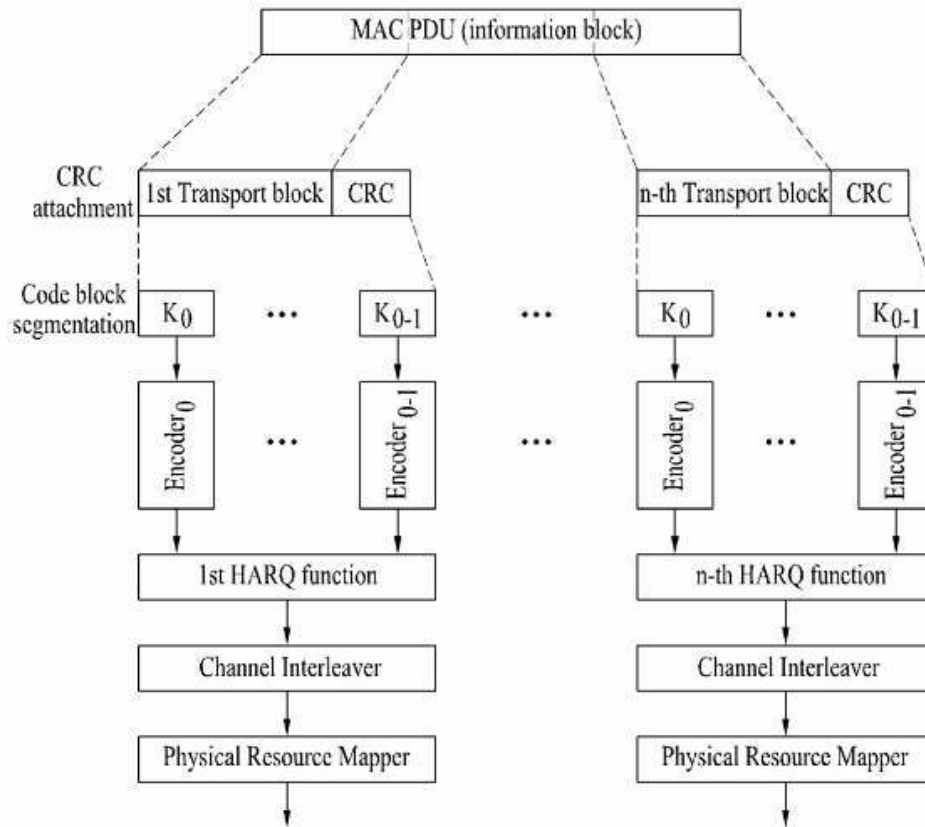 MAC PDU (information block)
CRC attachment
1st Transport block CRC n-th Transport block CRC
Code block segmentation
K0 ... K0-1 ... K0 ... K0-1
Encoder0 ... Encoder0-1 ... Encoder0 ... Encoder0-1
1st HARQ function n-th HARQ function
Channel Interleaver Channel Interleaver
Physical Resource Mapper Physical Resource Mapper